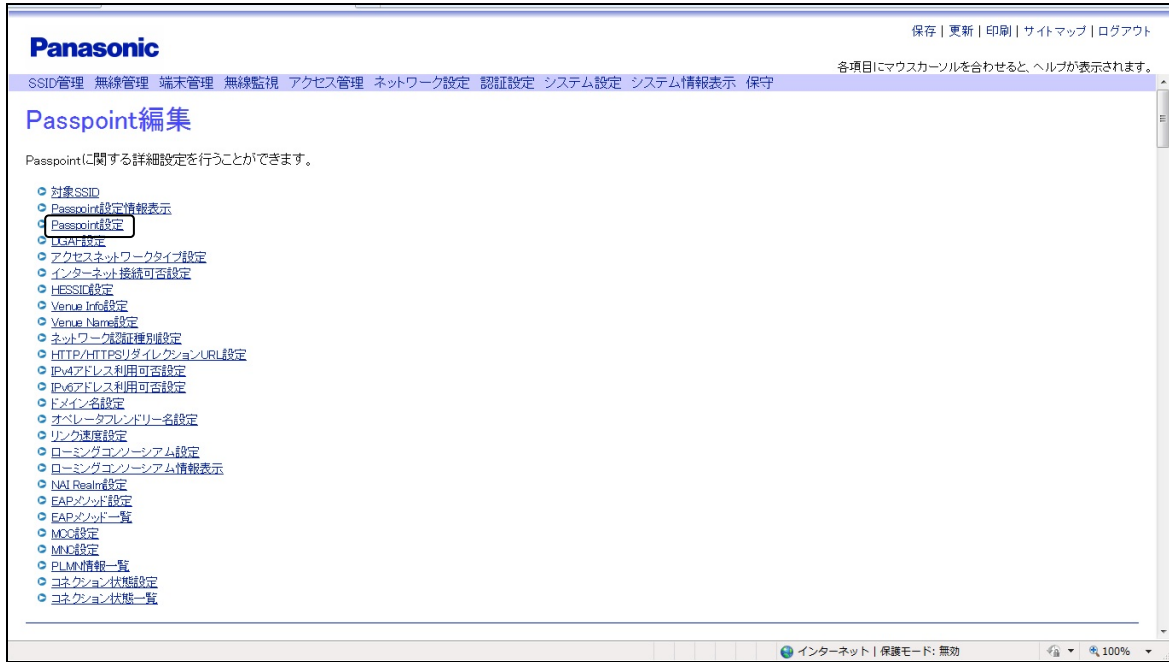 保存 | 更新 | 印刷 | サイトマップ | ログアウト
Panasonic
各項目にマウスカーソルを合わせると、ヘルプが表示されます。
SSID管理 無線管理 端末管理 無線監視 アクセス管理 ネットワーク設定 認証設定 システム設定 システム情報表示 保守
Passpoint編集
Passpointに関する詳細設定を行うことができます。
対象SSID
Passpoint設定情報表示
Passpoint設定
DGAF設定
アクセスネットワークタイプ設定
インターネット接続可否設定
HESSID設定
Venue Info設定
Venue Name設定
ネットワーク認証種別設定
HTTP/HTTPSリダイレクションURL設定
IPv4アドレス利用可否設定
IPv6アドレス利用可否設定
ドメイン名設定
オペレータフレンドリー名設定
リンク速度設定
ローミングコンソーシアム設定
ローミングコンソーシアム情報表示
NAI Realm設定
EAPメソッド設定
EAPメソッド一覧
MCC設定
MNC設定
PLMN情報一覧
コネクション状態設定
コネクション状態一覧
インターネット | 保護モード: 無効
100%